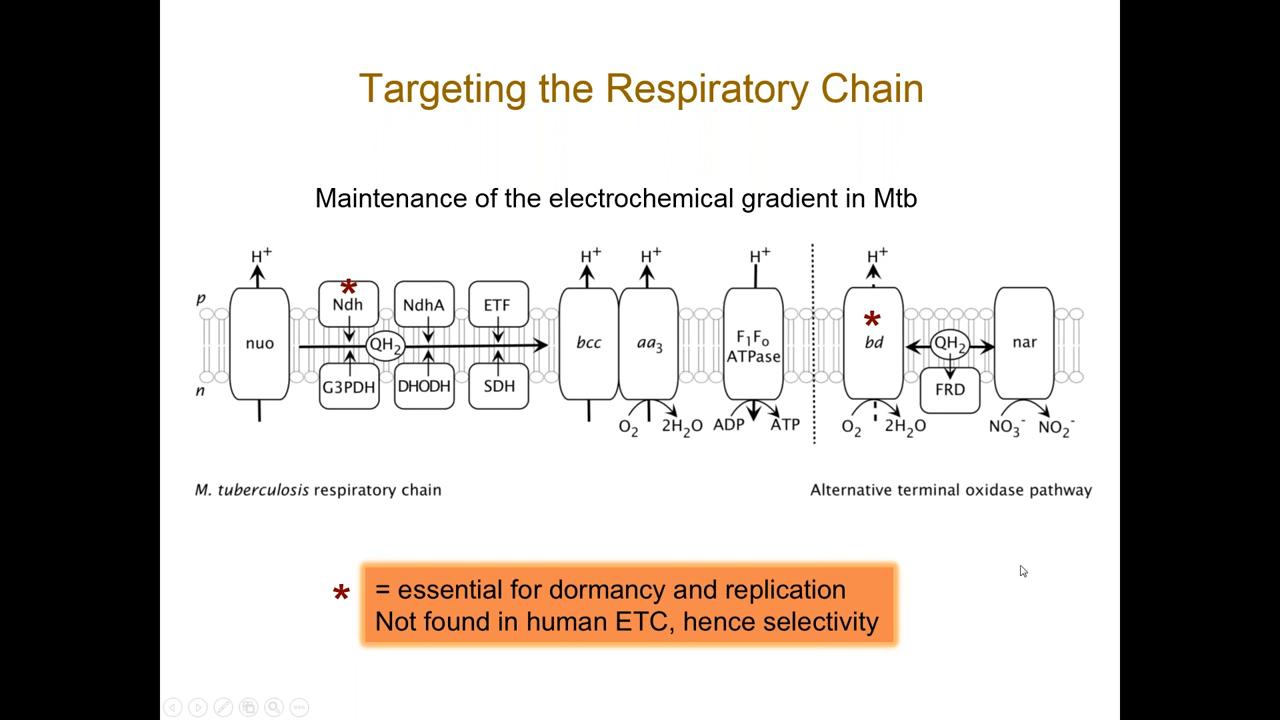 Targeting the Respiratory Chain
Maintenance of the electrochemical gradient in Mtb
H⁺ H⁺ H⁺ H⁺ H⁺
p
* *
Ndh NdhA ETF
nuo QH₂ bcc aa₃ F₁F₀ ATPase bd QH₂ nar
n
G3PDH DHODH SDH FRD
O₂ 2H₂O ADP ATP O₂ 2H₂O NO₃⁻ NO₂⁻
M. tuberculosis respiratory chain Alternative terminal oxidase pathway
* = essential for dormancy and replication
Not found in human ETC, hence selectivity